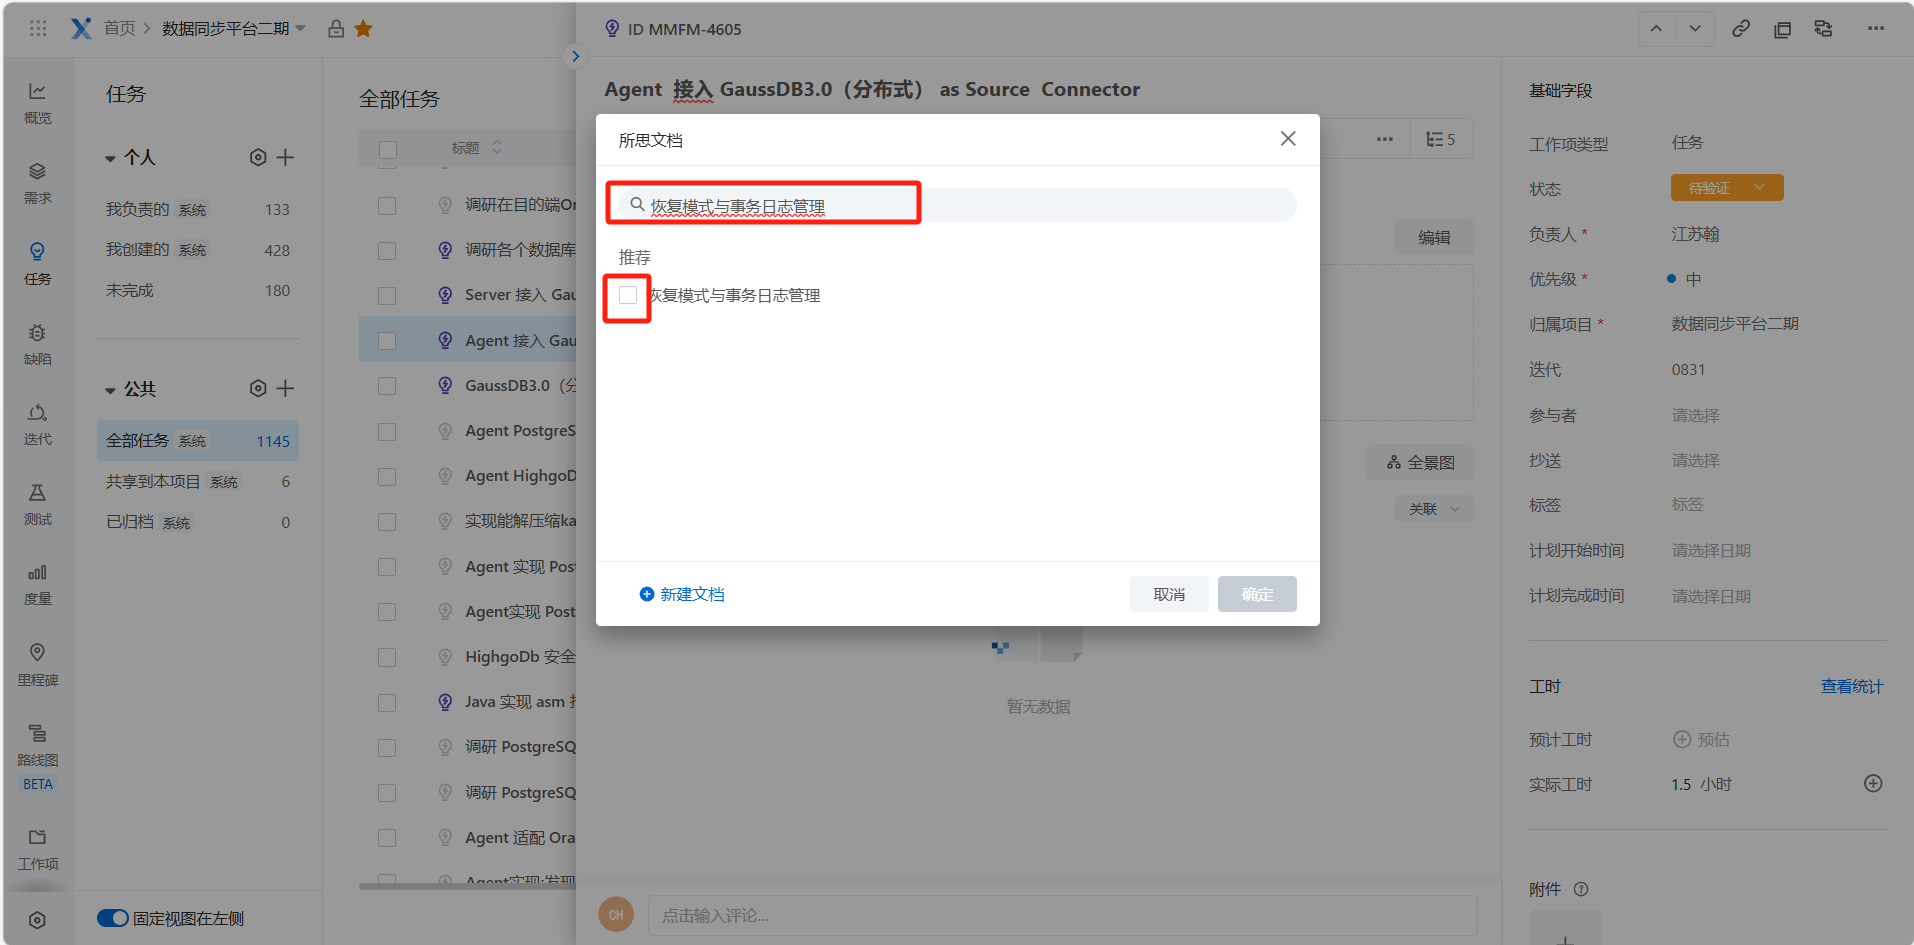 首页 > 数据同步平台二期
概览
需求
任务
缺陷
迭代
测试
度量
里程碑
路线图
BETA
工作项
任务
个人
我负责的 系统 133
我创建的 系统 428
未完成 180
公共
全部任务 系统 1145
共享到本项目 系统 6
已归档 系统 0
固定视图在左侧
全部任务
标题
调研在目的端Or
调研各个数据库
Server 接入 Gau
Agent 接入 Gau
GaussDB3.0（分
Agent PostgreS
Agent HighgoD
实现能解压缩ka
Agent 实现 Post
Agent实现 Post
HighgoDb 安全
Java 实现 asm
调研 PostgreSQ
调研 PostgreSQ
Agent 适配 Ora
Agent实现:发现
ID MMFM-4605
Agent 接入 GaussDB3.0（分布式） as Source Connector
5
编辑
全景图
关联
暂无数据
CH
点击输入评论...
所思文档
恢复模式与事务日志管理
推荐
恢复模式与事务日志管理
新建文档
取消
确定
基础字段
工作项类型 任务
状态 待验证
负责人 * 江苏翰
优先级 * 中
归属项目 * 数据同步平台二期
迭代 0831
参与者 请选择
抄送 请选择
标签 标签
计划开始时间 请选择日期
计划完成时间 请选择日期
工时 查看统计
预计工时 预估
实际工时 1.5 小时
附件